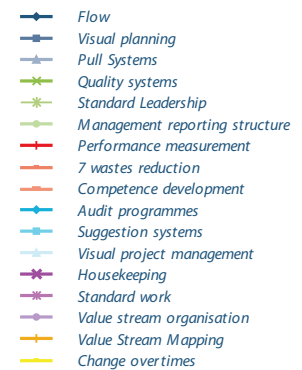 Flow
Visual planning
Pull Systems
Quality systems
Standard Leadership
Management reporting structure
Performance measurement
7 wastes reduction
Competence development
Audit programmes
Suggestion systems
Visual project management
Housekeeping
Standard work
Value stream organisation
Value Stream Mapping
Change overtimes